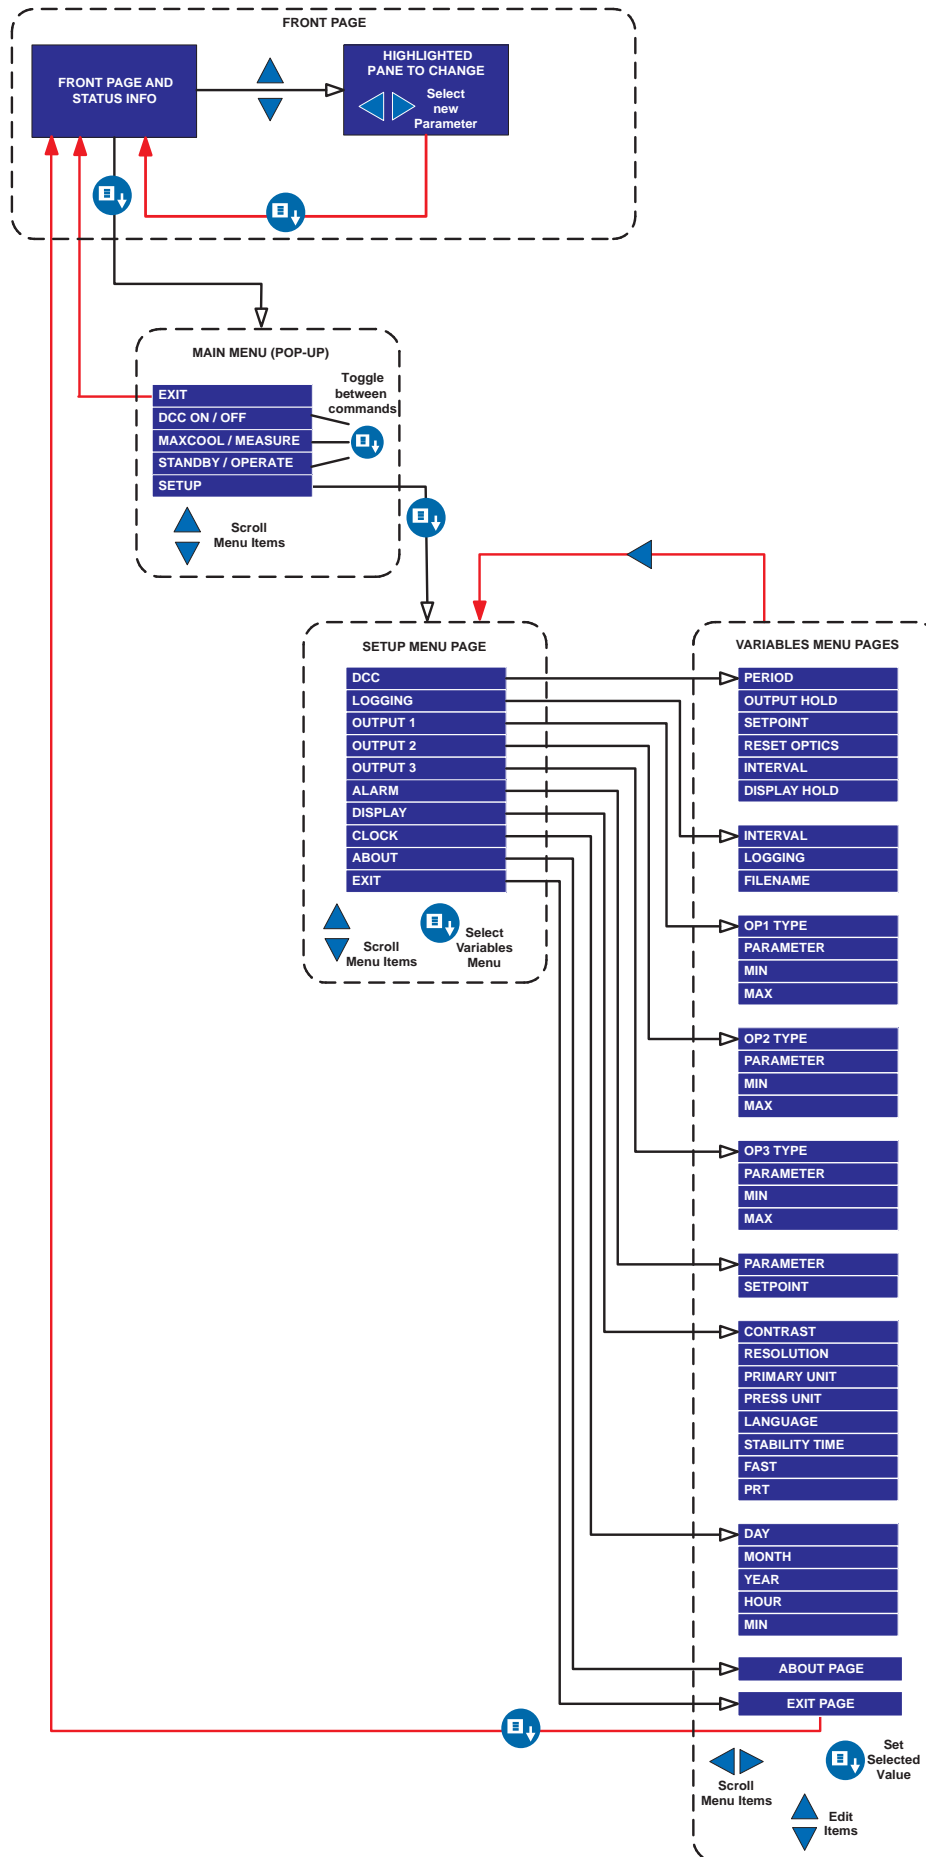 FRONT PAGE
FRONT PAGE AND
STATUS INFO
HIGHLIGHTED
PANE TO CHANGE
Select
new
Parameter
MAIN MENU (POP-UP)
EXIT
DCC ON / OFF
MAXCOOL / MEASURE
STANDBY / OPERATE
SETUP
Toggle
between
commands
Scroll
Menu Items
SETUP MENU PAGE
DCC
LOGGING
OUTPUT 1
OUTPUT 2
OUTPUT 3
ALARM
DISPLAY
CLOCK
ABOUT
EXIT
Scroll
Menu Items
Select
Variables
Menu
VARIABLES MENU PAGES
PERIOD
OUTPUT HOLD
SETPOINT
RESET OPTICS
INTERVAL
DISPLAY HOLD
INTERVAL
LOGGING
FILENAME
OP1 TYPE
PARAMETER
MIN
MAX
OP2 TYPE
PARAMETER
MIN
MAX
OP3 TYPE
PARAMETER
MIN
MAX
PARAMETER
SETPOINT
CONTRAST
RESOLUTION
PRIMARY UNIT
PRESS UNIT
LANGUAGE
STABILITY TIME
FAST
PRT
DAY
MONTH
YEAR
HOUR
MIN
ABOUT PAGE
EXIT PAGE
Scroll
Menu Items
Set
Selected
Value
Edit
Items